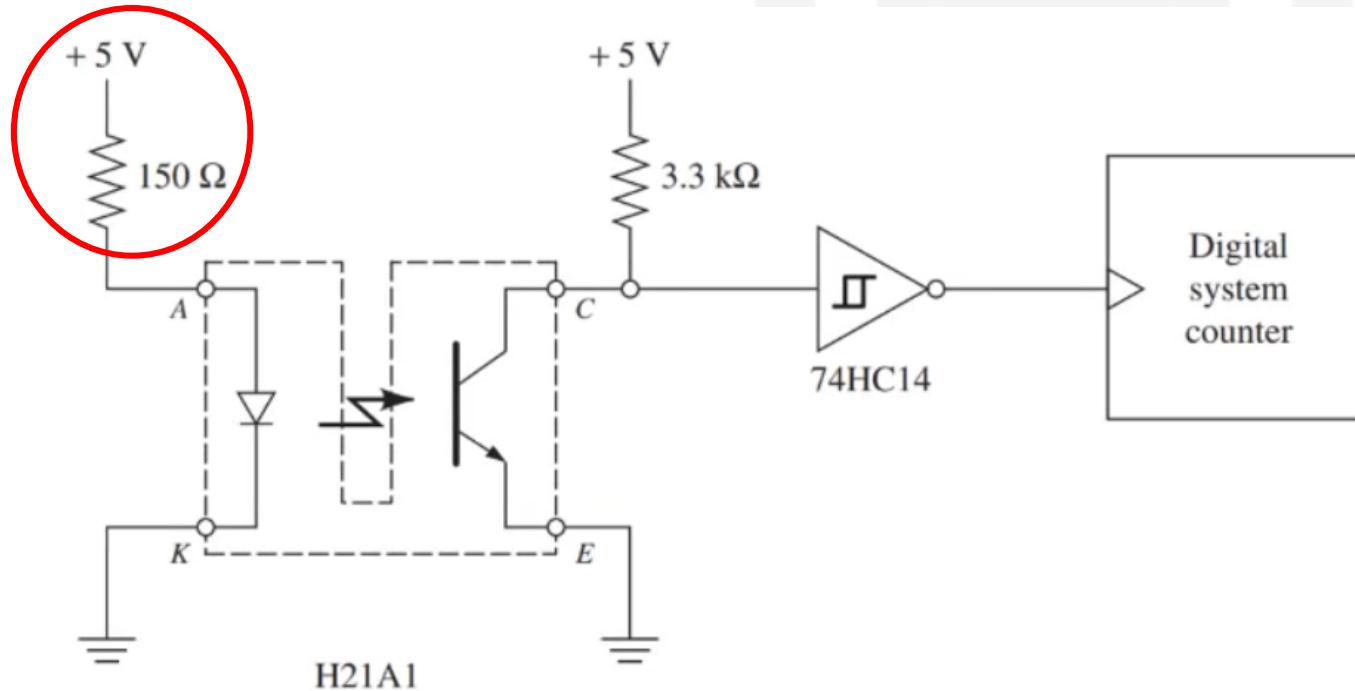 + 5 V
150 Ω
+ 5 V
3.3 kΩ
A
C
74HC14
Digital
system
counter
K
E
H21A1